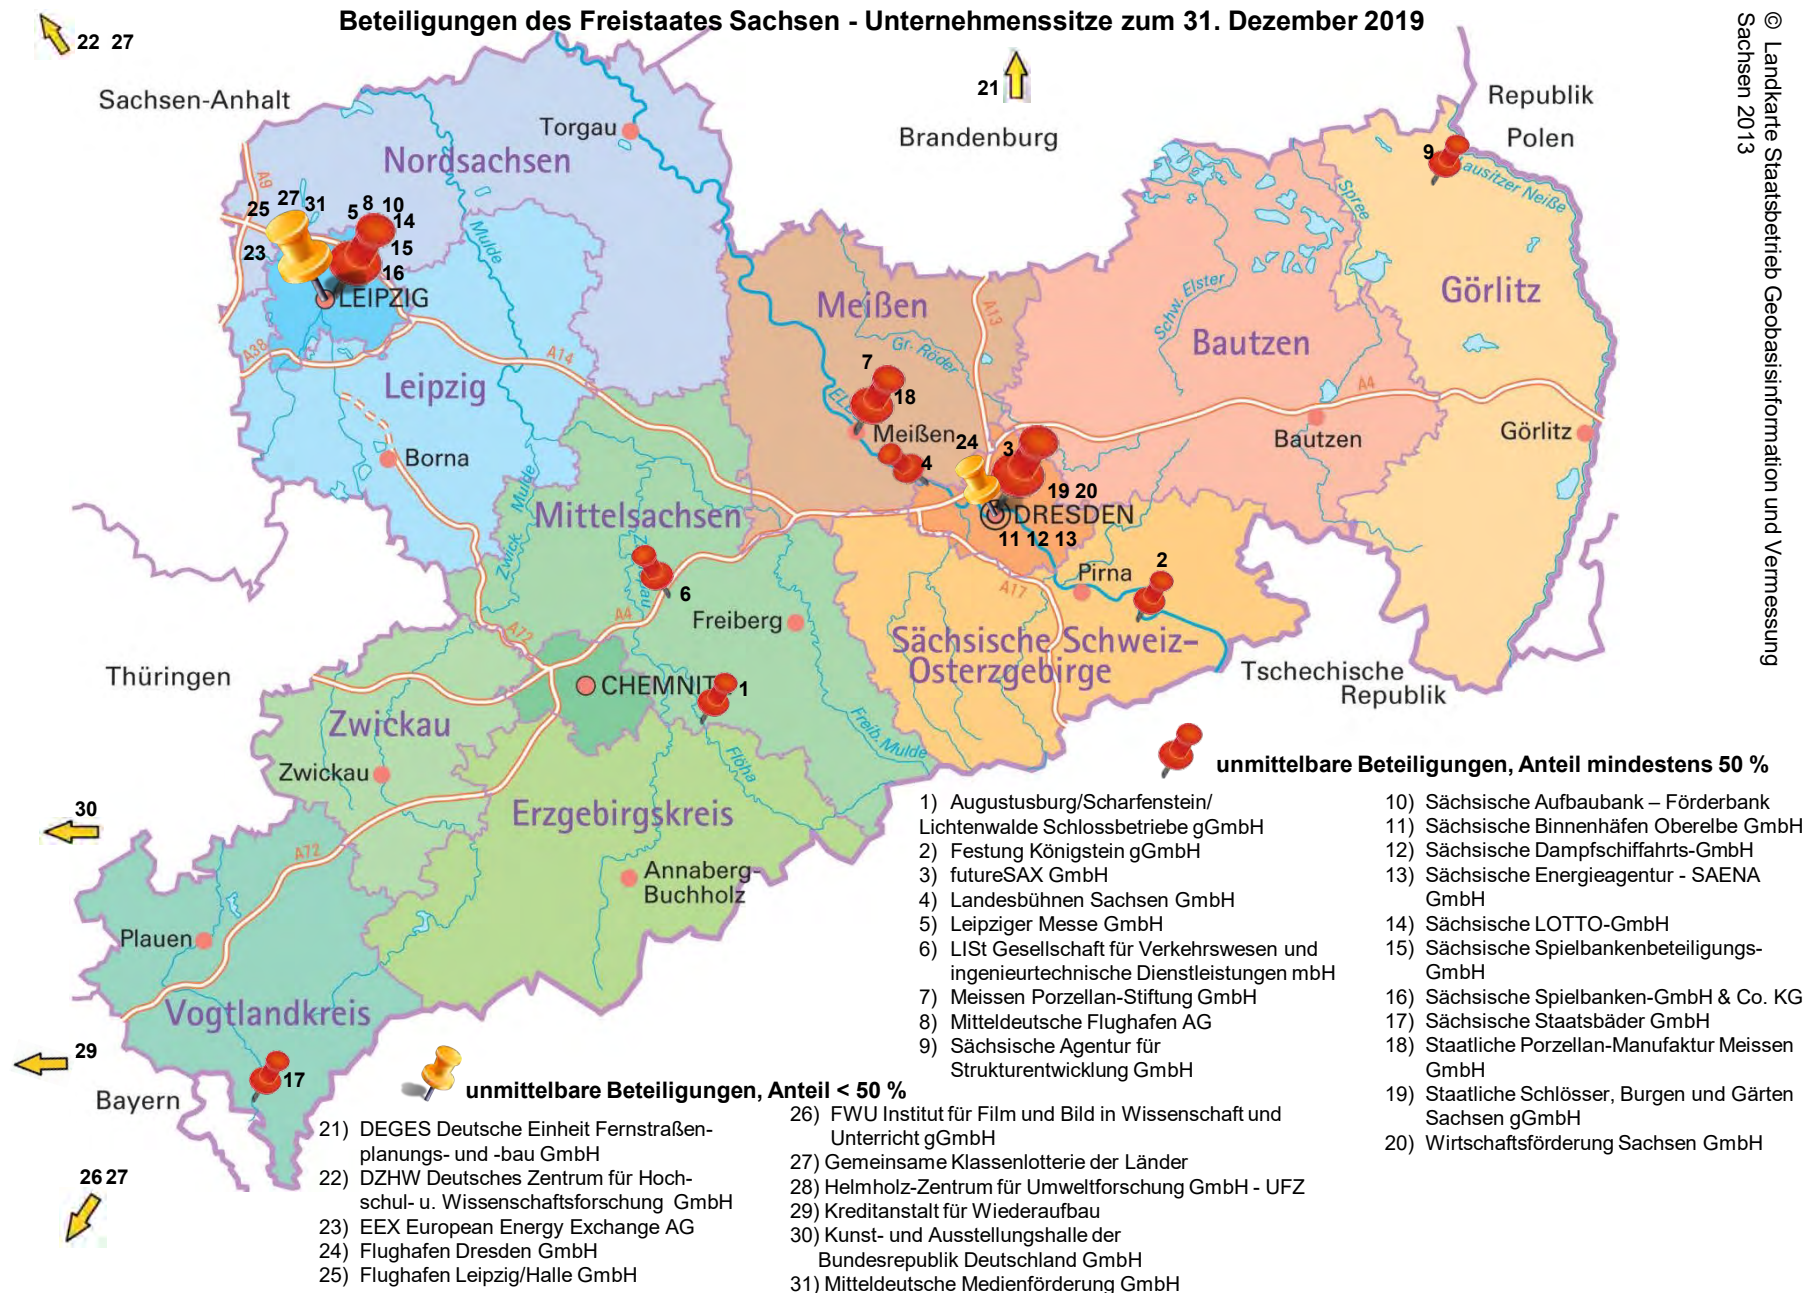 Beteiligungen des Freistaates Sachsen - Unternehmenssitze zum 31. Dezember 2019
© Landkarte Staatsbetrieb Geobasisinformation und Vermessung
Sachsen 2013
22 27
21
Sachsen-Anhalt
Brandenburg
Republik
Polen
Torgau
Nordsachsen
9
Lausitzer Neiße
Spree
A9
25 27 31
23
5 8 10
14
15
16
LEIPZIG
Mulde
A38
A14
Leipzig
Borna
Meißen
Gr. Röder
A13
Schw. Elster
Bautzen
Görlitz
A4
Bautzen
Görlitz
7
18
Meißen
4
24
3
19 20
DRESDEN
11 12 13
Mittelsachsen
Mulde
Zwick
6
A4
A72
Freiberg
Pirna
2
A17
Sächsische Schweiz-
Osterzgebirge
Tschechische
Republik
Thüringen
CHEMNITZ
1
Zwickau
Zwickau
Flöha
Freib. Mulde
Erzgebirgskreis
Annaberg-
Buchholz
30
A72
Plauen
Vogtlandkreis
29
Bayern
17
26 27
unmittelbare Beteiligungen, Anteil mindestens 50 %
1) Augustusburg/Scharfenstein/
Lichtenwalde Schlossbetriebe gGmbH
2) Festung Königstein gGmbH
3) futureSAX GmbH
4) Landesbühnen Sachsen GmbH
5) Leipziger Messe GmbH
6) LISt Gesellschaft für Verkehrswesen und
ingenieurtechnische Dienstleistungen mbH
7) Meissen Porzellan-Stiftung GmbH
8) Mitteldeutsche Flughafen AG
9) Sächsische Agentur für
Strukturentwicklung GmbH
10) Sächsische Aufbaubank – Förderbank
11) Sächsische Binnenhäfen Oberelbe GmbH
12) Sächsische Dampfschiffahrts-GmbH
13) Sächsische Energieagentur - SAENA
GmbH
14) Sächsische LOTTO-GmbH
15) Sächsische Spielbankenbeteiligungs-
GmbH
16) Sächsische Spielbanken-GmbH & Co. KG
17) Sächsische Staatsbäder GmbH
18) Staatliche Porzellan-Manufaktur Meissen
GmbH
19) Staatliche Schlösser, Burgen und Gärten
Sachsen gGmbH
20) Wirtschaftsförderung Sachsen GmbH
unmittelbare Beteiligungen, Anteil < 50 %
21) DEGES Deutsche Einheit Fernstraßen-
planungs- und -bau GmbH
22) DZHW Deutsches Zentrum für Hoch-
schul- u. Wissenschaftsforschung GmbH
23) EEX European Energy Exchange AG
24) Flughafen Dresden GmbH
25) Flughafen Leipzig/Halle GmbH
26) FWU Institut für Film und Bild in Wissenschaft und
Unterricht gGmbH
27) Gemeinsame Klassenlotterie der Länder
28) Helmholz-Zentrum für Umweltforschung GmbH - UFZ
29) Kreditanstalt für Wiederaufbau
30) Kunst- und Ausstellungshalle der
Bundesrepublik Deutschland GmbH
31) Mitteldeutsche Medienförderung GmbH